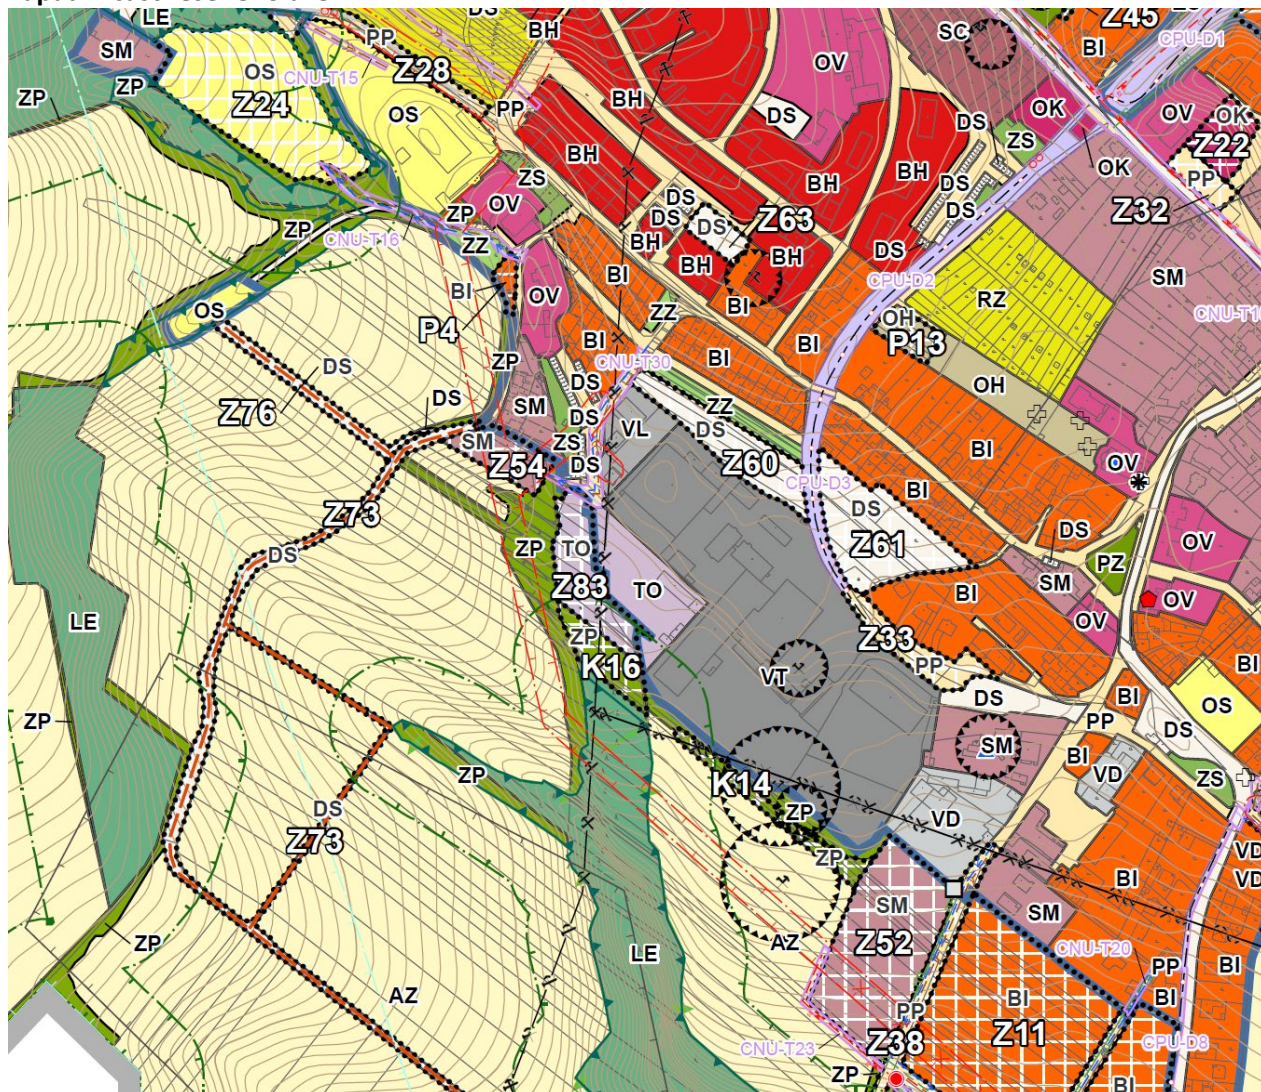 LE
DS
BH
Z45
SM
PP
Z28
SC
CPU-D1
BI
OS
CNU-T15
OV
ZP
ZP
Z24
BH
OK
OV
OK
OS
PP
DS
DS
Z22
BH
ZS
OK
BH
PP
ZS
DS
BH
DS
Z32
OV
ZP
DS
DS
Z63
DS
ZP
CNU-T16
ZZ
BH
BH
BH
DS
SM
BI
CPU-D2
BI
OV
BI
RZ
OS
ZZ
OH
CNU-T16
P4
BI
BI
BI
P13
DS
ZP
CNU-T30
OH
DS
DS
Z76
SM
DS
ZZ
VL
DS
BI
SM
ZS
Z60
OV
Z54
DS
CPU-D3
BI
Z73
DS
DS
ZP
TO
Z61
OV
DS
PZ
SM
Z83
TO
BI
OV
LE
OV
ZP
Z33
K16
PP
BI
VT
DS
BI
OS
ZP
PP
DS
SM
BI
ZP
K14
VD
ZS
DS
ZP
VD
Z73
ZP
VD
BI
VD
SM
SM
ZP
AZ
Z52
LE
CNU-T20
PP
BI
AZ
BI
BI
PP
Z11
CNU-T23
Z38
CPU-D8
ZP
BI